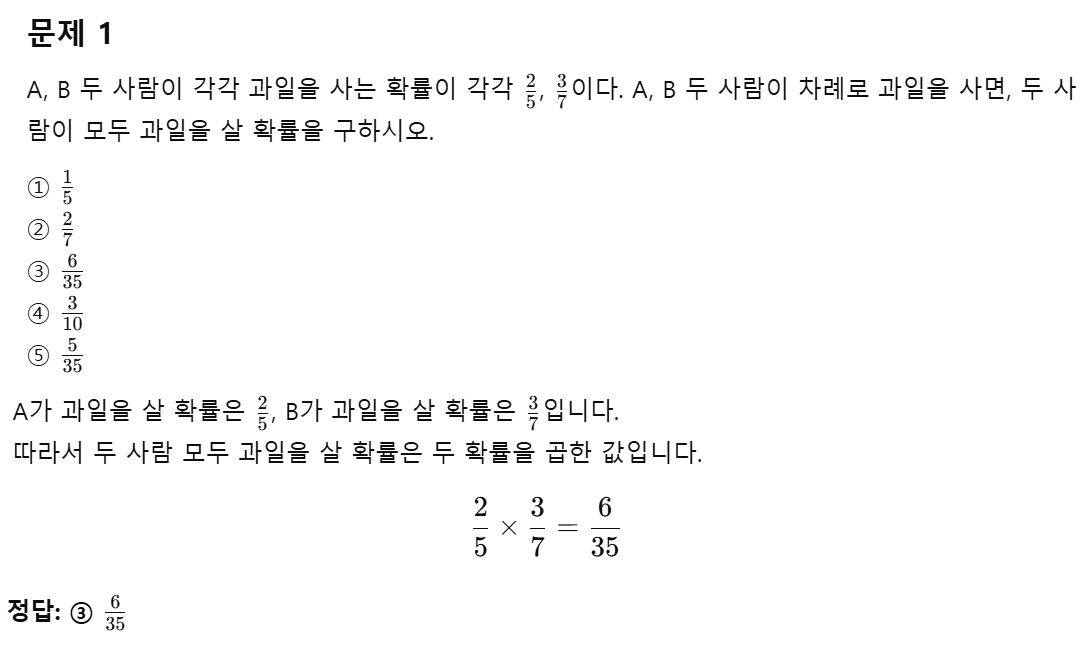 문제 1
A, B 두 사람이 각각 과일을 사는 확률이 각각 2/5, 3/7이다. A, B 두 사람이 차례로 과일을 사면, 두 사
람이 모두 과일을 살 확률을 구하시오.
① 1/5
② 2/7
③ 6/35
④ 3/10
⑤ 5/35
A가 과일을 살 확률은 2/5, B가 과일을 살 확률은 3/7입니다.
따라서 두 사람 모두 과일을 살 확률은 두 확률을 곱한 값입니다.
2/5 × 3/7 = 6/35
정답: ③ 6/35